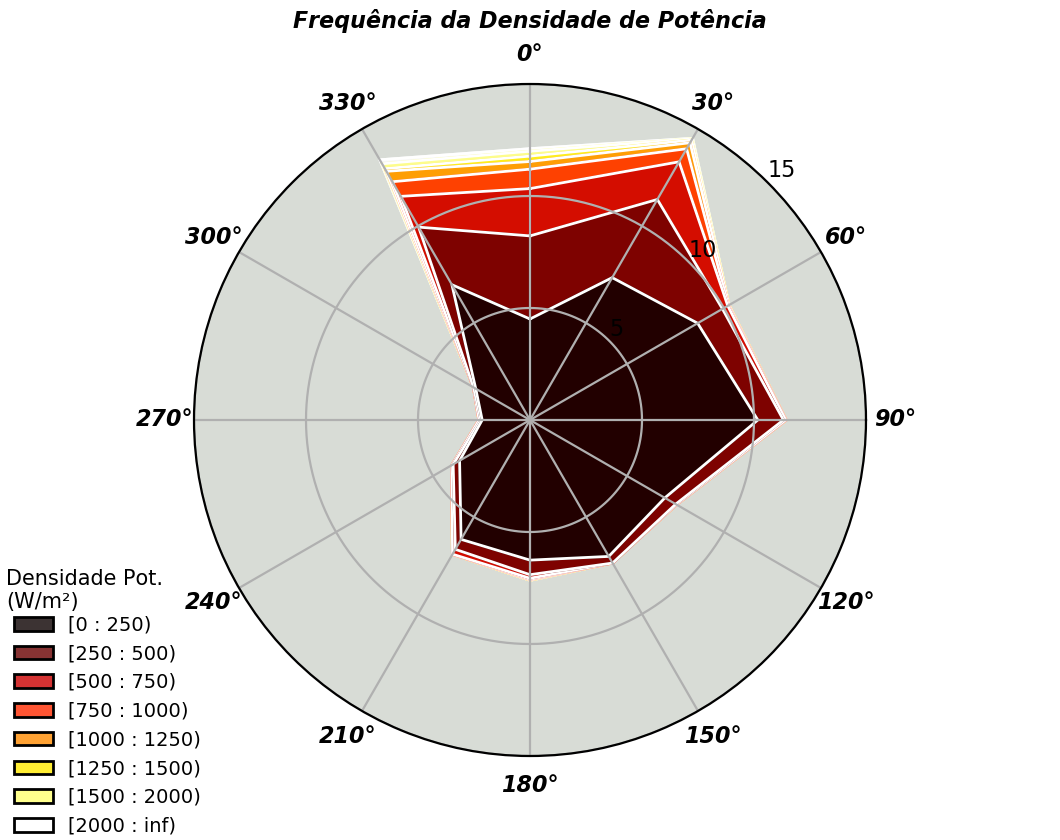 Frequência da Densidade de Potência
0°
330°
30°
15
300°
60°
10
5
270°
90°
Densidade Pot.
(W/m²)
240°
120°
[0 : 250)
[250 : 500)
[500 : 750)
[750 : 1000)
210°
150°
[1000 : 1250)
[1250 : 1500)
180°
[1500 : 2000)
[2000 : inf)